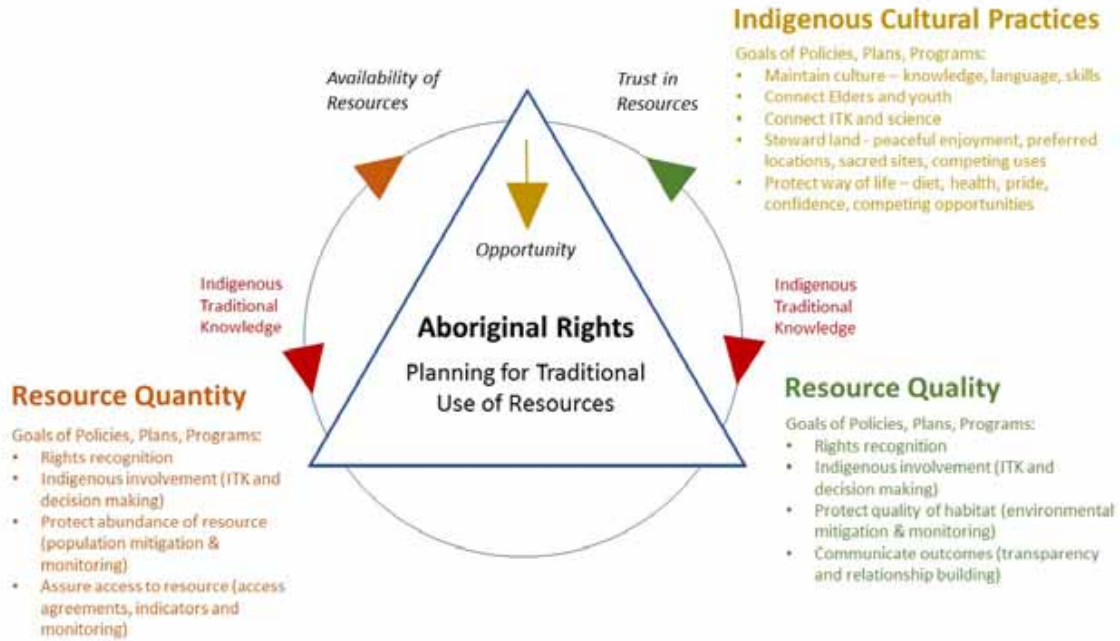 Indigenous Cultural Practices
Goals of Policies, Plans, Programs:
• Maintain culture – knowledge, language, skills
• Connect Elders and youth
• Connect ITK and science
• Steward land - peaceful enjoyment, preferred
locations, sacred sites, competing uses
• Protect way of life – diet, health, pride,
confidence, competing opportunities
Availability of
Resources
Trust in
Resources
Opportunity
Indigenous
Traditional
Knowledge
Indigenous
Traditional
Knowledge
Aboriginal Rights
Planning for Traditional
Use of Resources
Resource Quantity
Goals of Policies, Plans, Programs:
• Rights recognition
• Indigenous involvement (ITK and
decision making)
• Protect abundance of resource
(population mitigation &
monitoring)
• Assure access to resource (access
agreements, indicators and
monitoring)
Resource Quality
Goals of Policies, Plans, Programs:
• Rights recognition
• Indigenous involvement (ITK and
decision making)
• Protect quality of habitat (environmental
mitigation & monitoring)
• Communicate outcomes (transparency
and relationship building)